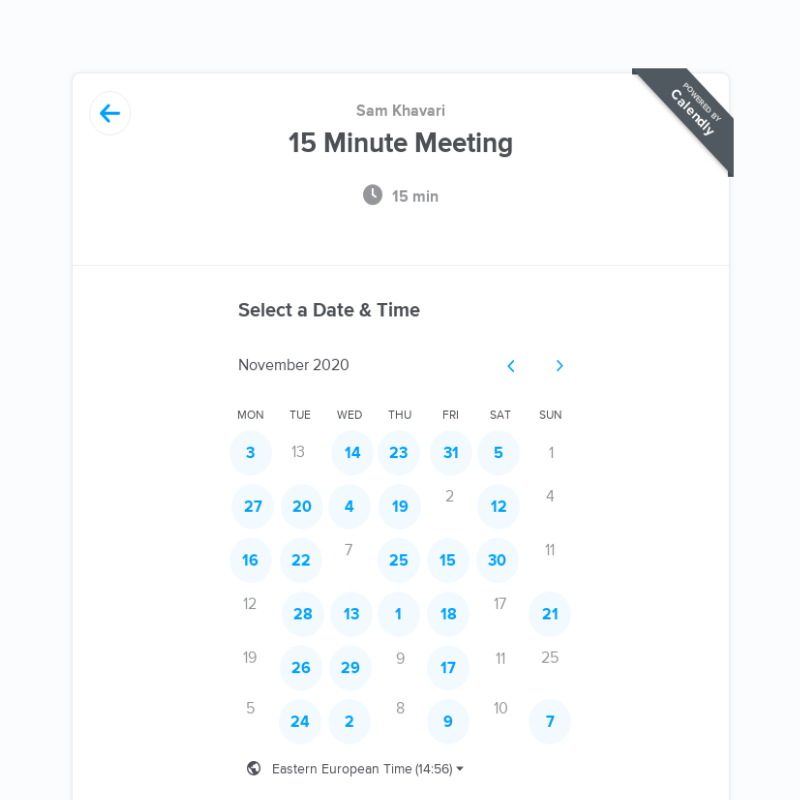 POWERED BY
Calendly
Sam Khavari
15 Minute Meeting
15 min
Select a Date & Time
November 2020
MON TUE WED THU FRI SAT SUN
3 13 14 23 31 5 1
27 20 4 19 2 12 4
16 22 7 25 15 30 11
12 28 13 1 18 17 21
19 26 29 9 17 11 25
5 24 2 8 9 10 7
Eastern European Time (14:56)